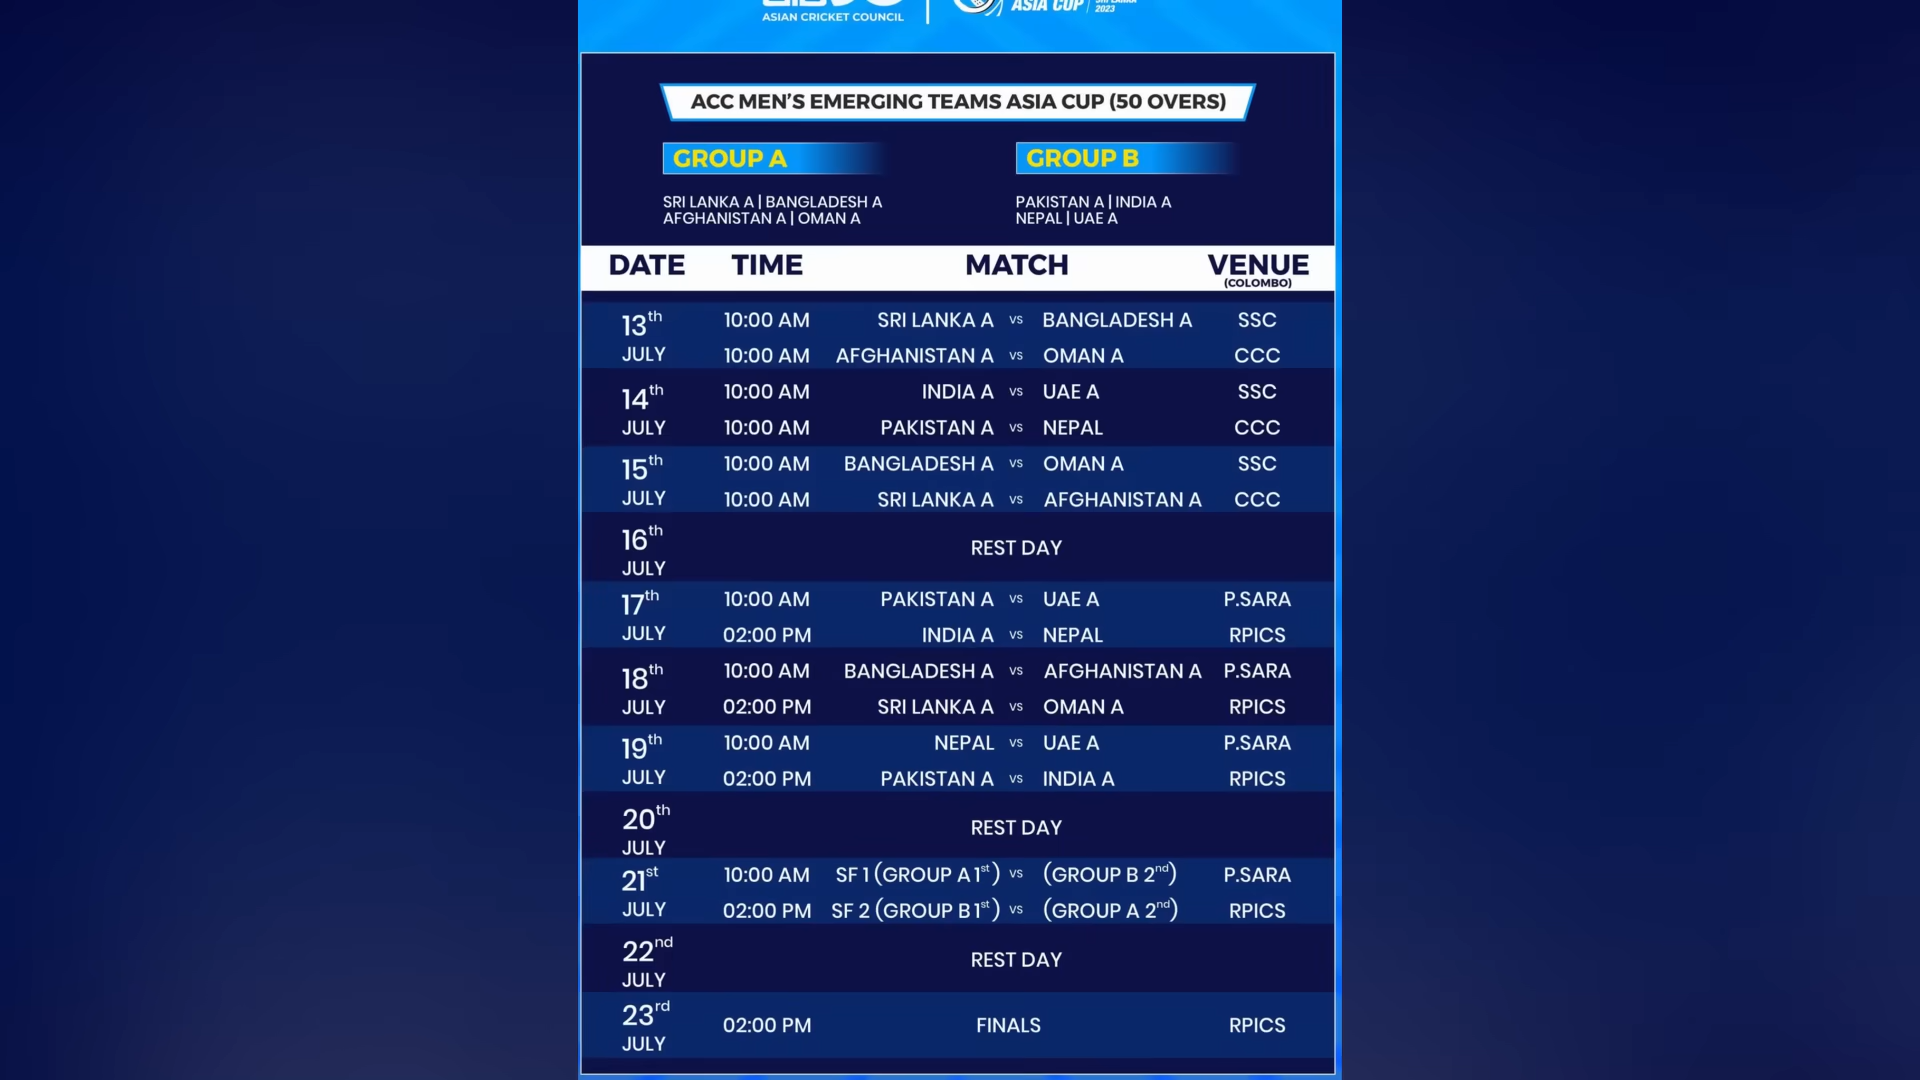 ASIAN CRICKET COUNCIL
ASIA CUP
2023
ACC MEN'S EMERGING TEAMS ASIA CUP (50 OVERS)
GROUP A
SRI LANKA A | BANGLADESH A
AFGHANISTAN A | OMAN A
GROUP B
PAKISTAN A | INDIA A
NEPAL | UAE A
DATE TIME MATCH VENUE
(COLOMBO)
13th JULY
10:00 AM SRI LANKA A vs BANGLADESH A SSC
10:00 AM AFGHANISTAN A vs OMAN A CCC
14th JULY
10:00 AM INDIA A vs UAE A SSC
10:00 AM PAKISTAN A vs NEPAL CCC
15th JULY
10:00 AM BANGLADESH A vs OMAN A SSC
10:00 AM SRI LANKA A vs AFGHANISTAN A CCC
16th JULY
REST DAY
17th JULY
10:00 AM PAKISTAN A vs UAE A P.SARA
02:00 PM INDIA A vs NEPAL RPICS
18th JULY
10:00 AM BANGLADESH A vs AFGHANISTAN A P.SARA
02:00 PM SRI LANKA A vs OMAN A RPICS
19th JULY
10:00 AM NEPAL vs UAE A P.SARA
02:00 PM PAKISTAN A vs INDIA A RPICS
20th JULY
REST DAY
21st JULY
10:00 AM SF 1 (GROUP A 1st) vs (GROUP B 2nd) P.SARA
02:00 PM SF 2 (GROUP B 1st) vs (GROUP A 2nd) RPICS
22nd JULY
REST DAY
23rd JULY
02:00 PM FINALS RPICS